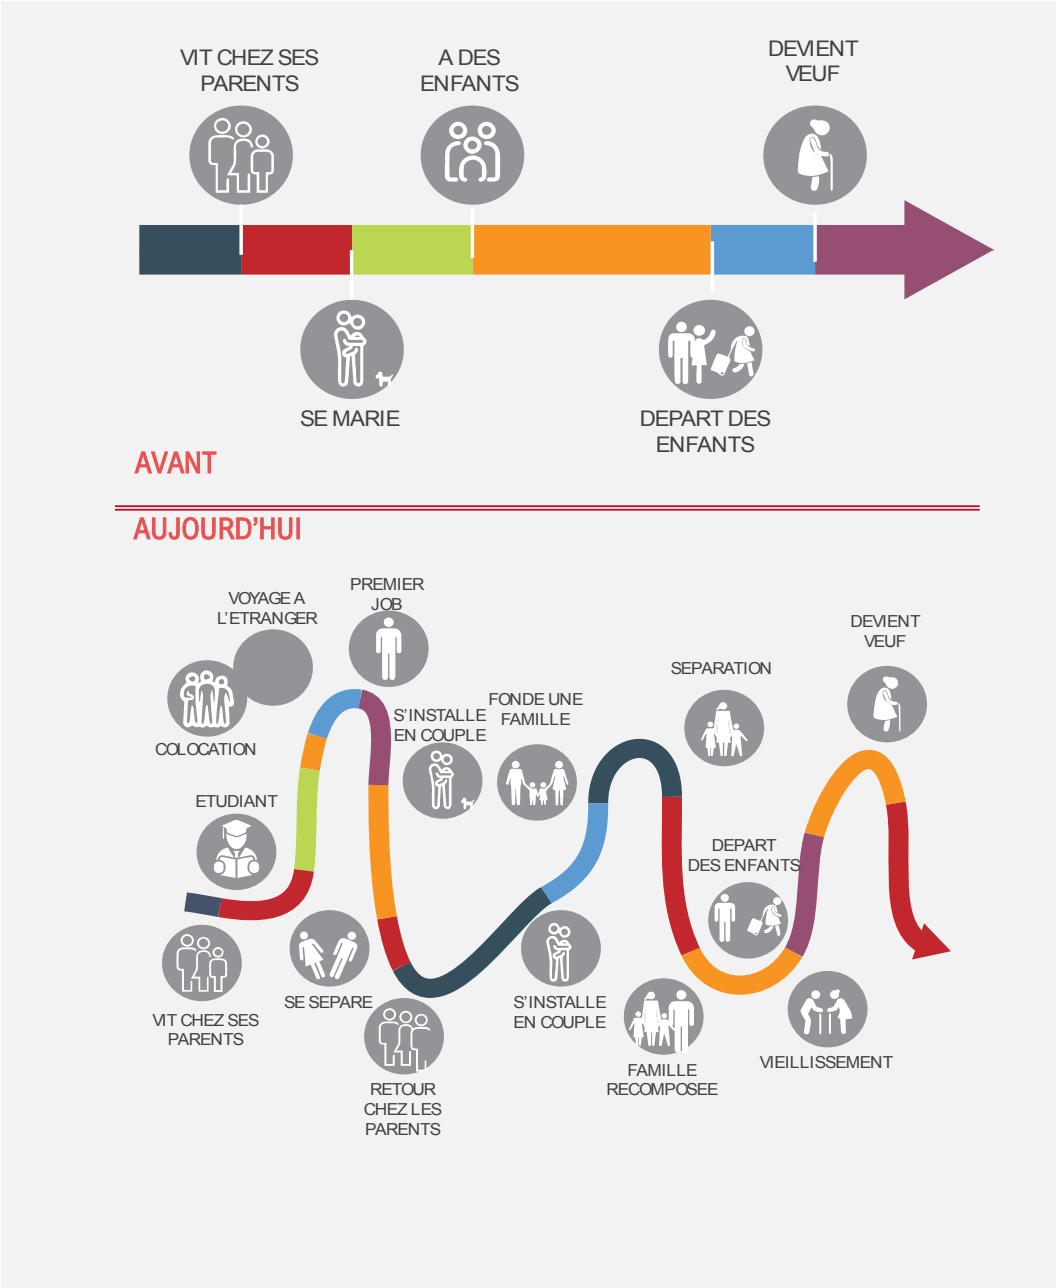 VIT CHEZ SES
PARENTS
A DES
ENFANTS
DEVIENT
VEUF
SE MARIE
DEPART DES
ENFANTS
AVANT
AUJOURD'HUI
VOYAGE A
L'ETRANGER
PREMIER
JOB
COLOCATION
S'INSTALLE
EN COUPLE
FONDE UNE
FAMILLE
SEPARATION
DEVIENT
VEUF
ETUDIANT
DEPART
DES ENFANTS
VIT CHEZ SES
PARENTS
SE SEPARE
RETOUR
CHEZ LES
PARENTS
S'INSTALLE
EN COUPLE
FAMILLE
RECOMPOSEE
VIEILLISSEMENT